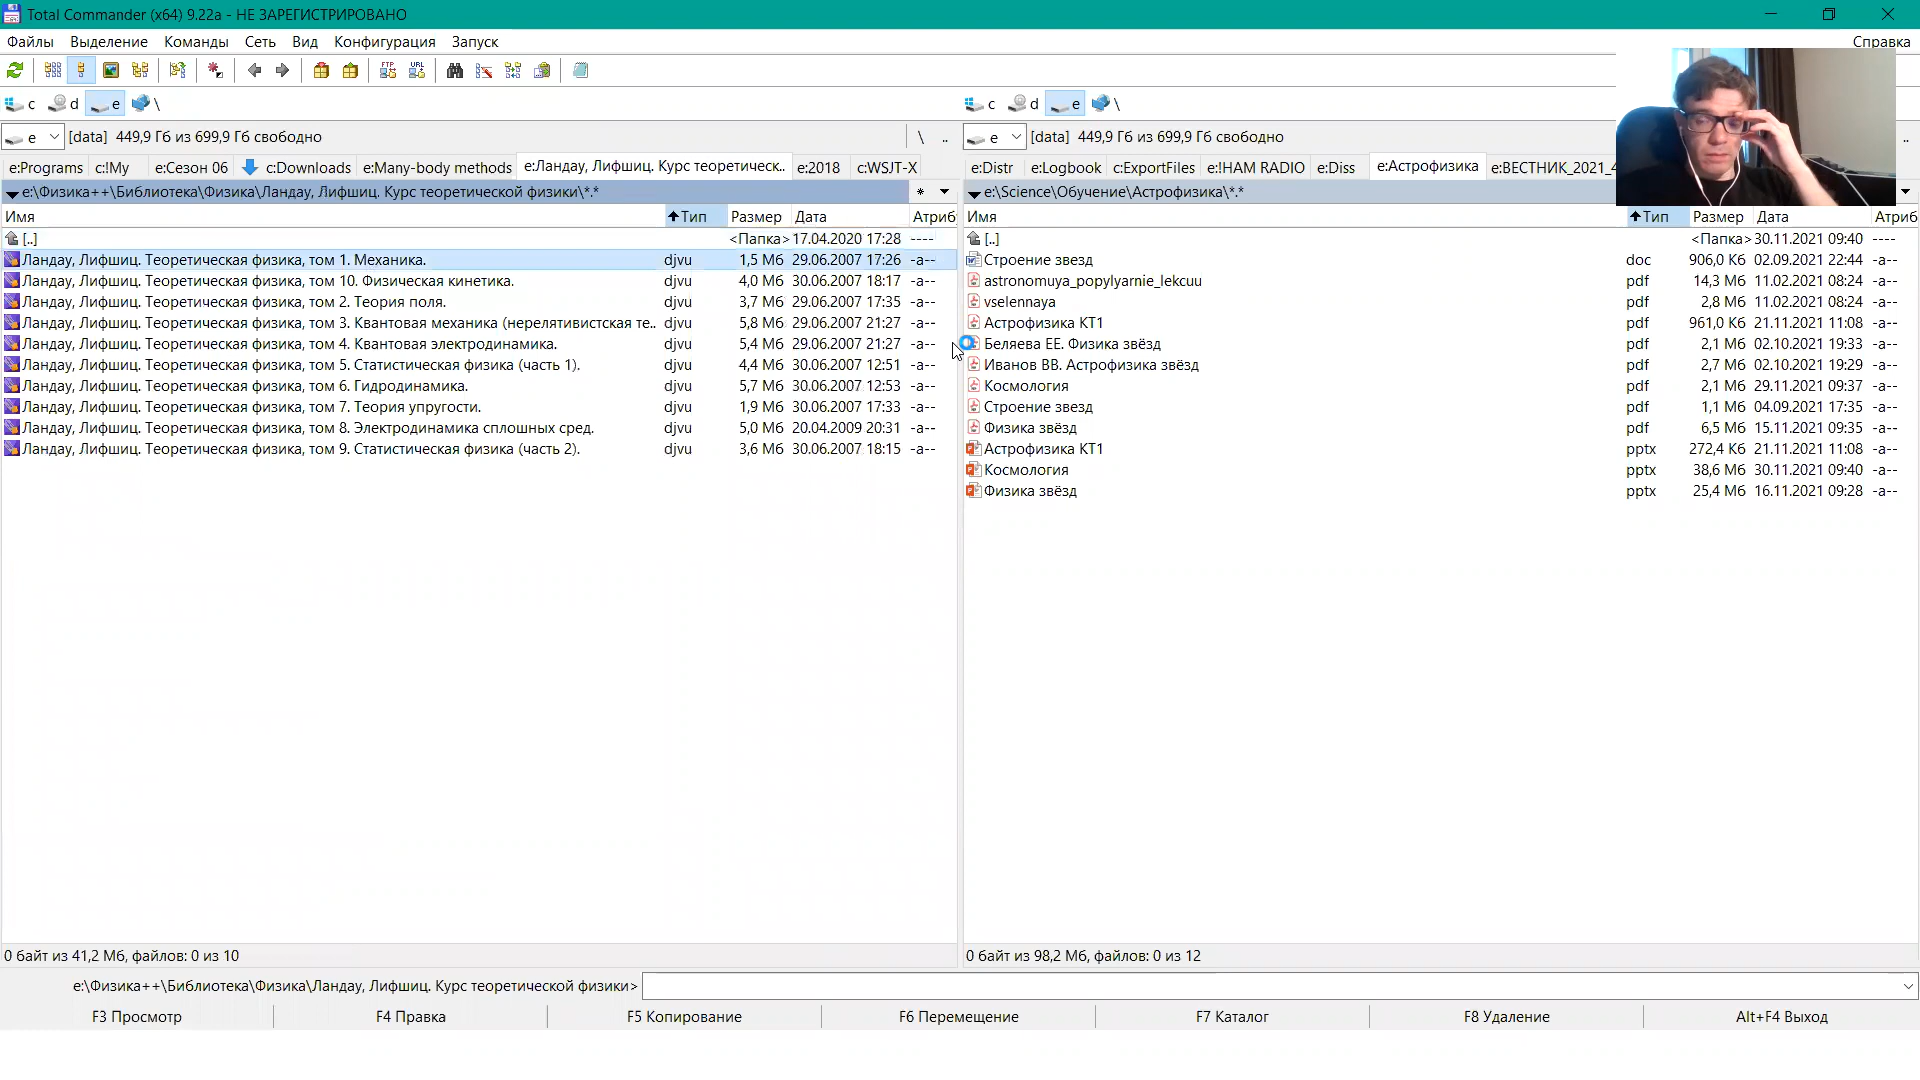 Total Commander (x64) 9.22a - НЕ ЗАРЕГИСТРИРОВАНО
Файлы Выделение Команды Сеть Вид Конфигурация Запуск Справка
FTP URL
c d e \ c d e \
e [data] 449,9 Гб из 699,9 Гб свободно \ .. e [data] 449,9 Гб из 699,9 Гб свободно ..
e:Programs c:!My e:Сезон 06 c:Downloads e:Many-body methods e:Ландау, Лифшиц. Курс теоретическ.. e:2018 c:WSJT-X e:Distr e:Logbook c:ExportFiles e:!HAM RADIO e:Diss e:Астрофизика e:ВЕСТНИК_2021_4
e:\Физика++\Библиотека\Физика\Ландау, Лифшиц. Курс теоретической физики\*.* * e:\Science\Обучение\Астрофизика\*.*
Имя Тип Размер Дата Атриб Имя Тип Размер Дата Атриб
[..] <Папка> 17.04.2020 17:28 ---- [..] <Папка> 30.11.2021 09:40 ----
Ландау, Лифшиц. Теоретическая физика, том 1. Механика. djvu 1,5 Мб 29.06.2007 17:26 -a-- Строение звезд doc 906,0 Кб 02.09.2021 22:44 -a--
Ландау, Лифшиц. Теоретическая физика, том 10. Физическая кинетика. djvu 4,0 Мб 30.06.2007 18:17 -a-- astronomuya_popylyarnie_lekcuu pdf 14,3 Мб 11.02.2021 08:24 -a--
Ландау, Лифшиц. Теоретическая физика, том 2. Теория поля. djvu 3,7 Мб 29.06.2007 17:35 -a-- vselennaya pdf 2,8 Мб 11.02.2021 08:24 -a--
Ландау, Лифшиц. Теоретическая физика, том 3. Квантовая механика (нерелятивистская те.. djvu 5,8 Мб 29.06.2007 21:27 -a-- Астрофизика КТ1 pdf 961,0 Кб 21.11.2021 11:08 -a--
Ландау, Лифшиц. Теоретическая физика, том 4. Квантовая электродинамика. djvu 5,4 Мб 29.06.2007 21:27 -a-- Беляева ЕЕ. Физика звёзд pdf 2,1 Мб 02.10.2021 19:33 -a--
Ландау, Лифшиц. Теоретическая физика, том 5. Статистическая физика (часть 1). djvu 4,4 Мб 30.06.2007 12:51 -a-- Иванов ВВ. Астрофизика звёзд pdf 2,7 Мб 02.10.2021 19:29 -a--
Ландау, Лифшиц. Теоретическая физика, том 6. Гидродинамика. djvu 5,7 Мб 30.06.2007 12:53 -a-- Космология pdf 2,1 Мб 29.11.2021 09:37 -a--
Ландау, Лифшиц. Теоретическая физика, том 7. Теория упругости. djvu 1,9 Мб 30.06.2007 17:33 -a-- Строение звезд pdf 1,1 Мб 04.09.2021 17:35 -a--
Ландау, Лифшиц. Теоретическая физика, том 8. Электродинамика сплошных сред. djvu 5,0 Мб 20.04.2009 20:31 -a-- Физика звёзд pdf 6,5 Мб 15.11.2021 09:35 -a--
Ландау, Лифшиц. Теоретическая физика, том 9. Статистическая физика (часть 2). djvu 3,6 Мб 30.06.2007 18:15 -a-- Астрофизика КТ1 pptx 272,4 Кб 21.11.2021 11:08 -a--
Космология pptx 38,6 Мб 30.11.2021 09:40 -a--
Физика звёзд pptx 25,4 Мб 16.11.2021 09:28 -a--
0 байт из 41,2 Мб, файлов: 0 из 10 0 байт из 98,2 Мб, файлов: 0 из 12
e:\Физика++\Библиотека\Физика\Ландау, Лифшиц. Курс теоретической физики>
F3 Просмотр F4 Правка F5 Копирование F6 Перемещение F7 Каталог F8 Удаление Alt+F4 Выход